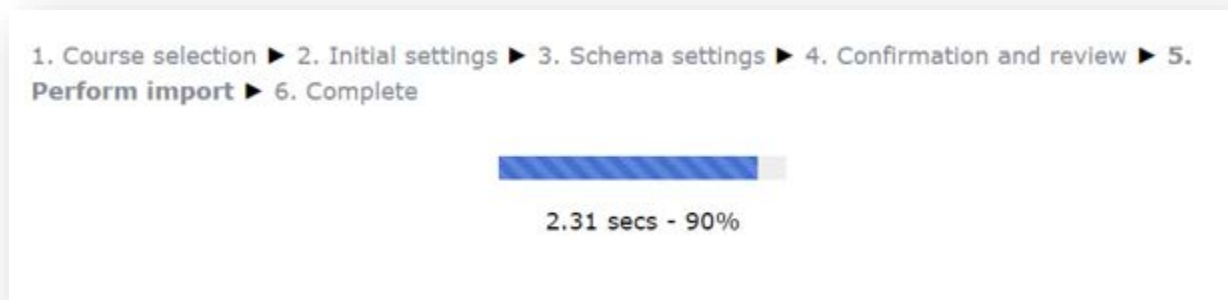 1. Course selection ► 2. Initial settings ► 3. Schema settings ► 4. Confirmation and review ► 5.
Perform import ► 6. Complete
2.31 secs - 90%